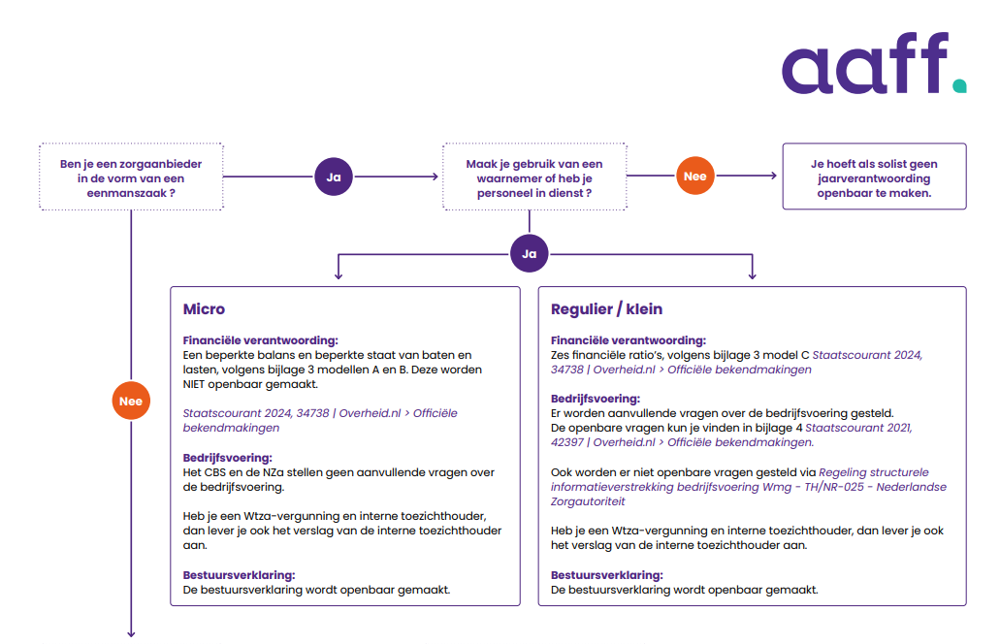 aaff.
Ben je een zorgaanbieder
in de vorm van een
eenmanszaak ?
Ja
Maak je gebruik van een
waarnemer of heb je
personeel in dienst ?
Nee
Je hoeft als solist geen
jaarverantwoording
openbaar te maken.
Ja
Micro
Financiële verantwoording:
Een beperkte balans en beperkte staat van baten en
lasten, volgens bijlage 3 modellen A en B. Deze worden
NIET openbaar gemaakt.
Staatscourant 2024, 34738 | Overheid.nl > Officiële
bekendmakingen
Bedrijfsvoering:
Het CBS en de NZa stellen geen aanvullende vragen over
de bedrijfsvoering.
Heb je een Wtza-vergunning en interne toezichthouder,
dan lever je ook het verslag van de interne toezichthouder
aan.
Bestuursverklaring:
De bestuursverklaring wordt openbaar gemaakt.
Regulier / klein
Financiële verantwoording:
Zes financiële ratio's, volgens bijlage 3 model C Staatscourant 2024,
34738 | Overheid.nl > Officiële bekendmakingen
Bedrijfsvoering:
Er worden aanvullende vragen over de bedrijfsvoering gesteld.
De openbare vragen kun je vinden in bijlage 4 Staatscourant 2021,
42397 | Overheid.nl > Officiële bekendmakingen.
Ook worden er niet openbare vragen gesteld via Regeling structurele
informatieverstrekking bedrijfsvoering Wmg - TH/NR-025 - Nederlandse
Zorgautoriteit
Heb je een Wtza-vergunning en interne toezichthouder, dan lever je ook
het verslag van de interne toezichthouder aan.
Bestuursverklaring:
De bestuursverklaring wordt openbaar gemaakt.
Nee